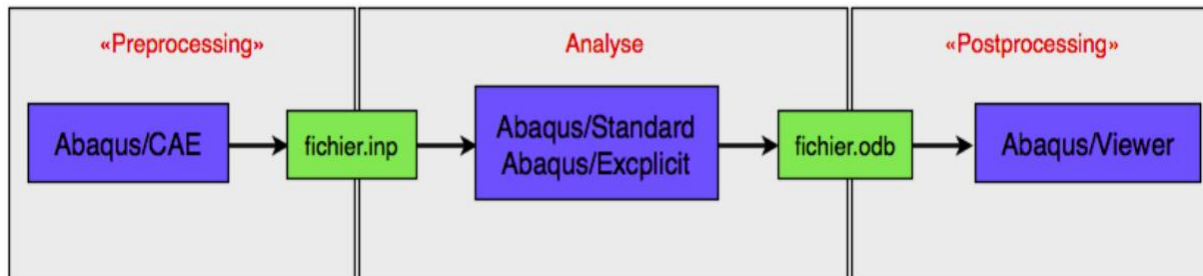 «Preprocessing»
Analyse
«Postprocessing»
Abaqus/CAE
fichier.inp
Abaqus/Standard
Abaqus/Excplicit
fichier.odb
Abaqus/Viewer